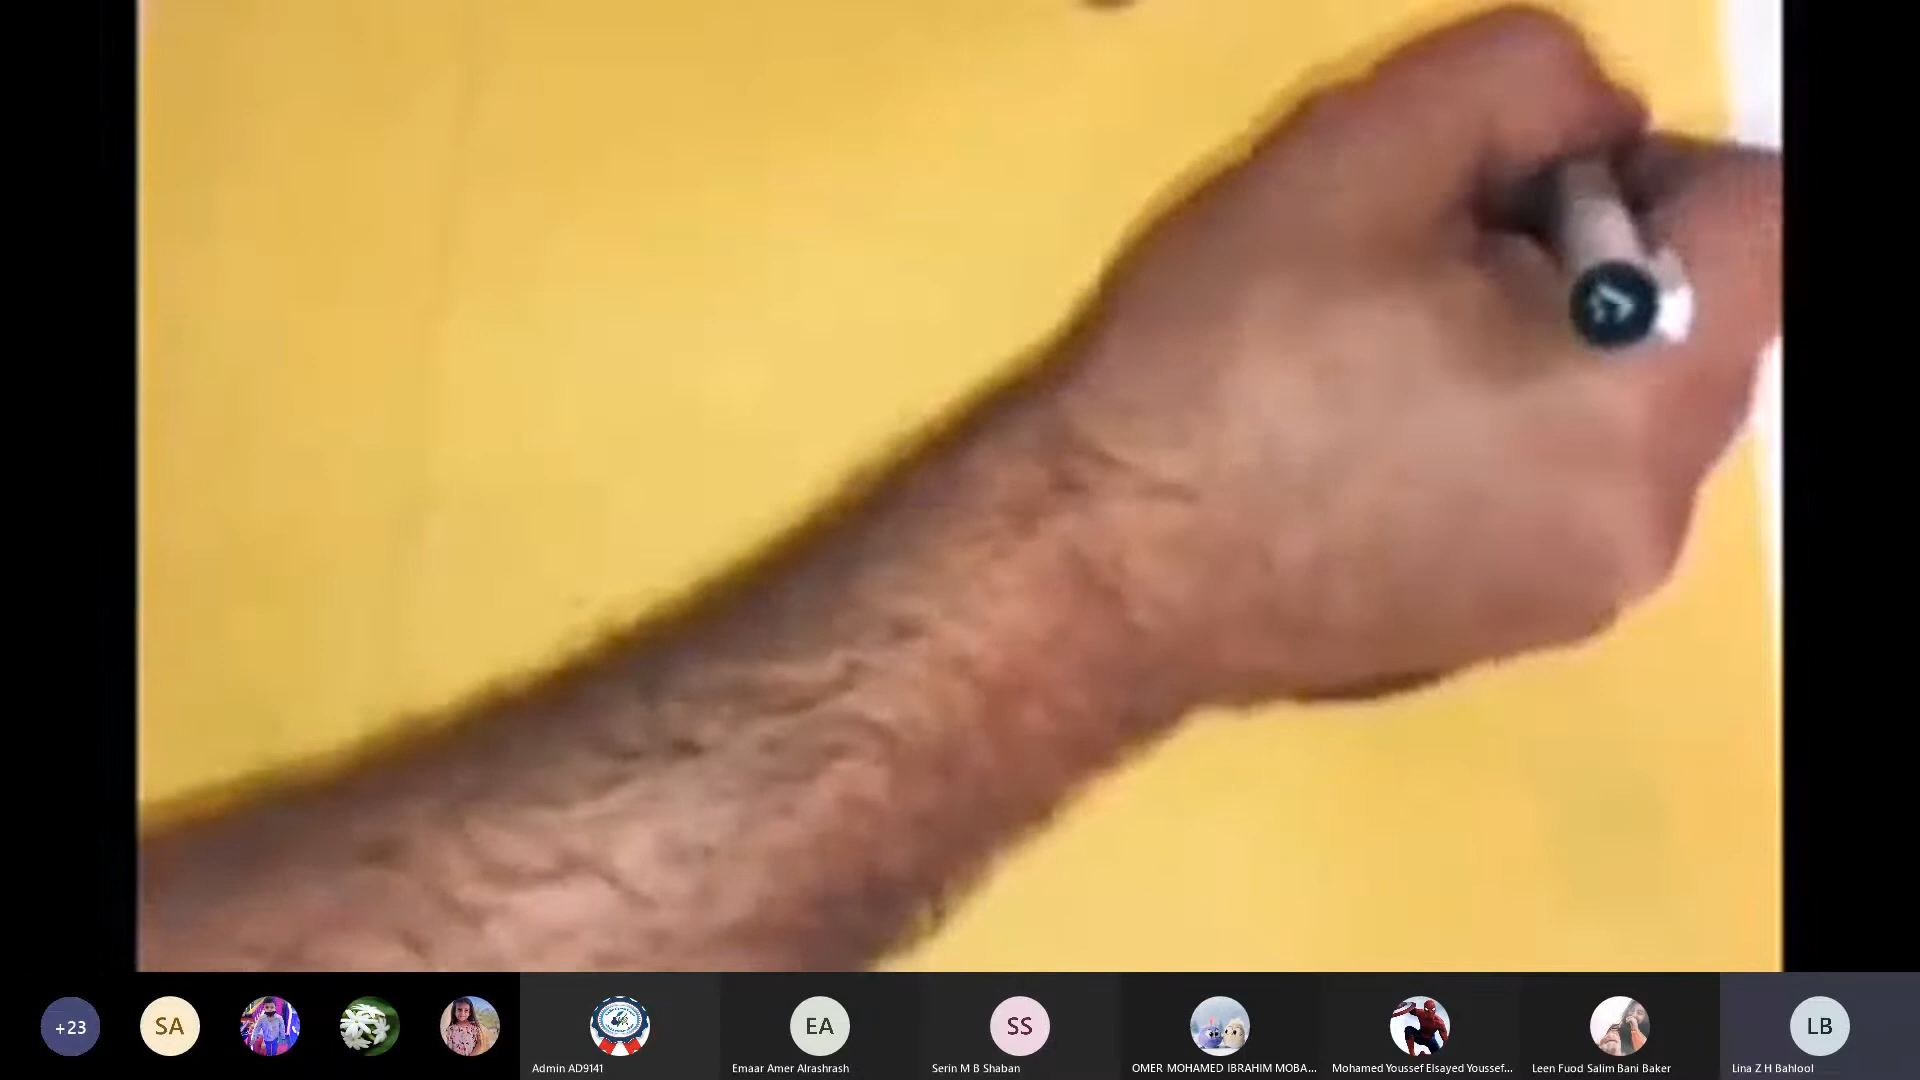 +23
SA
EA
SS
LB
Admin AD9141
Emaar Amer Alrashrash
Serin M B Shaban
OMER MOHAMED IBRAHIM MOBA...
Mohamed Youssef Elsayed Youssef...
Leen Fuod Salim Bani Baker
Lina Z H Bahlool